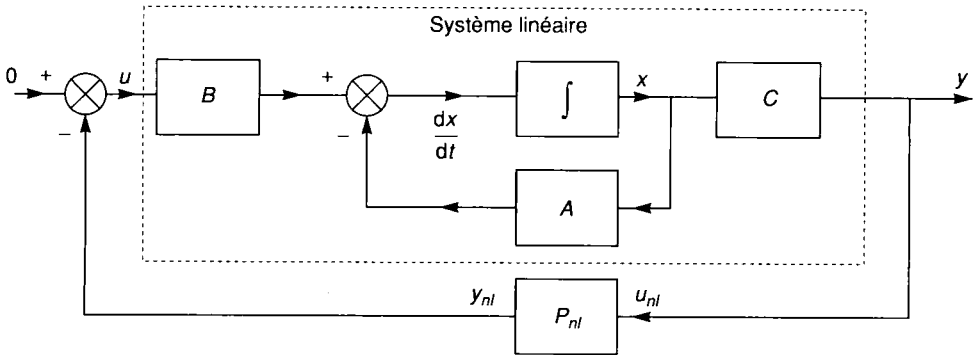 Système linéaire
0 + u B + dx/dt ∫ x C y
–
– A
y_nl P_nl u_nl